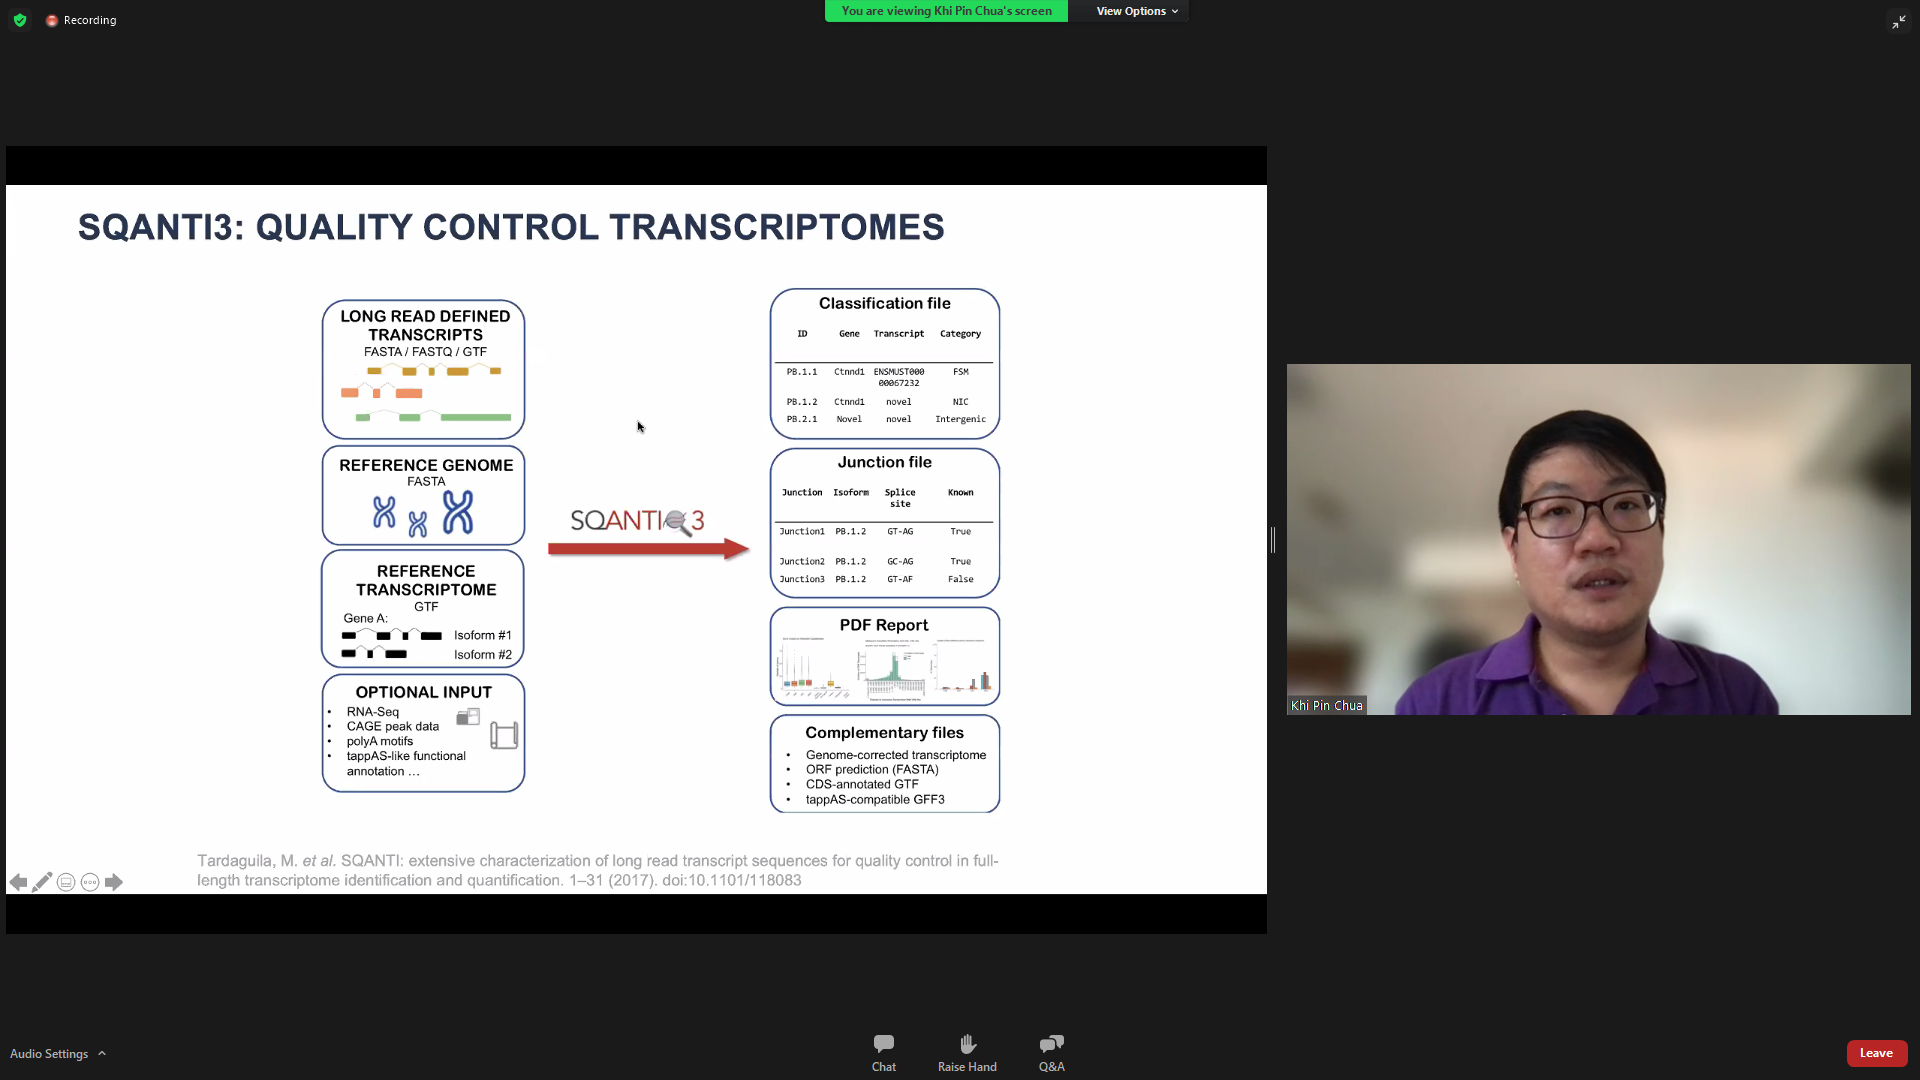 Recording
You are viewing Khi Pin Chua's screen
View Options
SQANTI3: QUALITY CONTROL TRANSCRIPTOMES
LONG READ DEFINED
TRANSCRIPTS
FASTA / FASTQ / GTF
REFERENCE GENOME
FASTA
REFERENCE
TRANSCRIPTOME
GTF
Gene A:
Isoform #1
Isoform #2
OPTIONAL INPUT
• RNA-Seq
• CAGE peak data
• polyA motifs
• tappAS-like functional
annotation …
SQANTI 3
Classification file
ID Gene Transcript Category
PB.1.1 Ctnnd1 ENSMUST000 FSM
00067232
PB.1.2 Ctnnd1 novel NIC
PB.2.1 Novel novel Intergenic
Junction file
Junction Isoform Splice Known
site
Junction1 PB.1.2 GT-AG True
Junction2 PB.1.2 GC-AG True
Junction3 PB.1.2 GT-AF False
PDF Report
Complementary files
• Genome-corrected transcriptome
• ORF prediction (FASTA)
• CDS-annotated GTF
• tappAS-compatible GFF3
Tardaguila, M. et al. SQANTI: extensive characterization of long read transcript sequences for quality control in full-
length transcriptome identification and quantification. 1–31 (2017). doi:10.1101/118083
Khi Pin Chua
Audio Settings
Chat
Raise Hand
Q&A
Leave